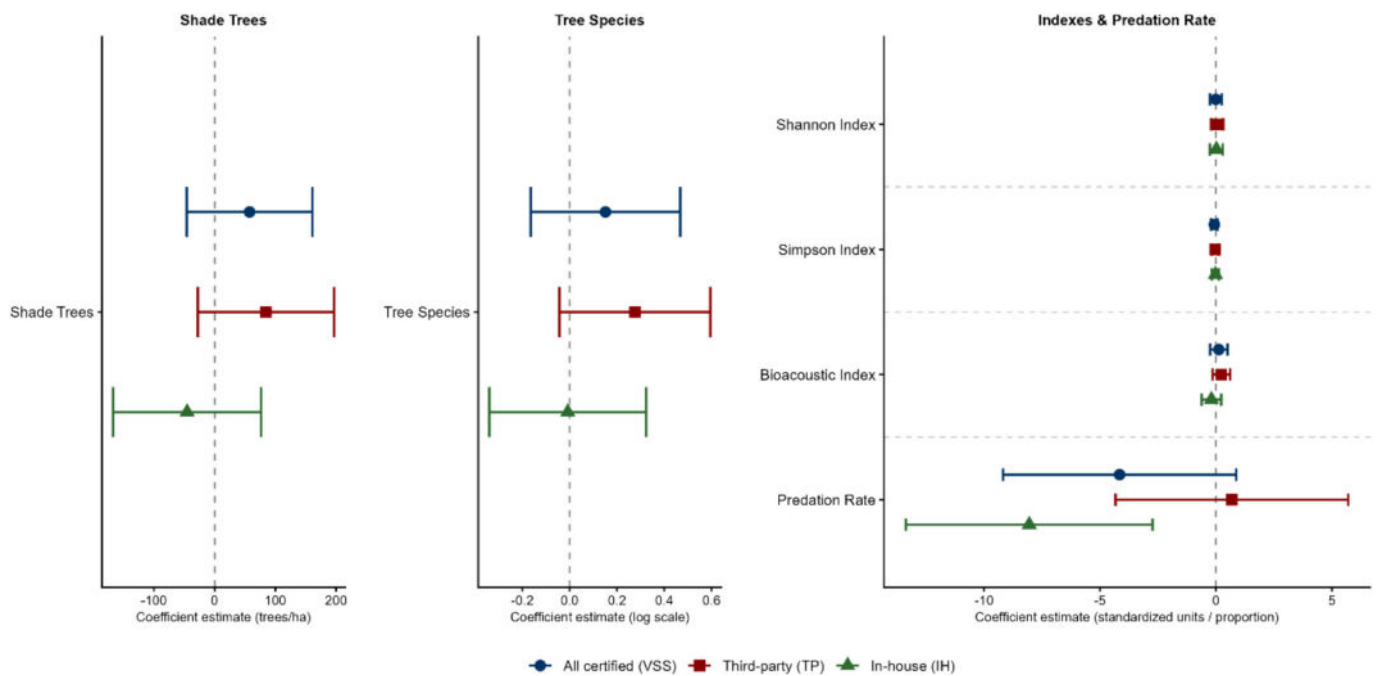 Shade Trees
Tree Species
Indexes & Predation Rate
Shade Trees
-100
0
100
200
Coefficient estimate (trees/ha)
Tree Species
-0.2
0.0
0.2
0.4
0.6
Coefficient estimate (log scale)
Shannon Index
Simpson Index
Bioacoustic Index
Predation Rate
-10
-5
0
5
Coefficient estimate (standardized units / proportion)
All certified (VSS)
Third-party (TP)
In-house (IH)